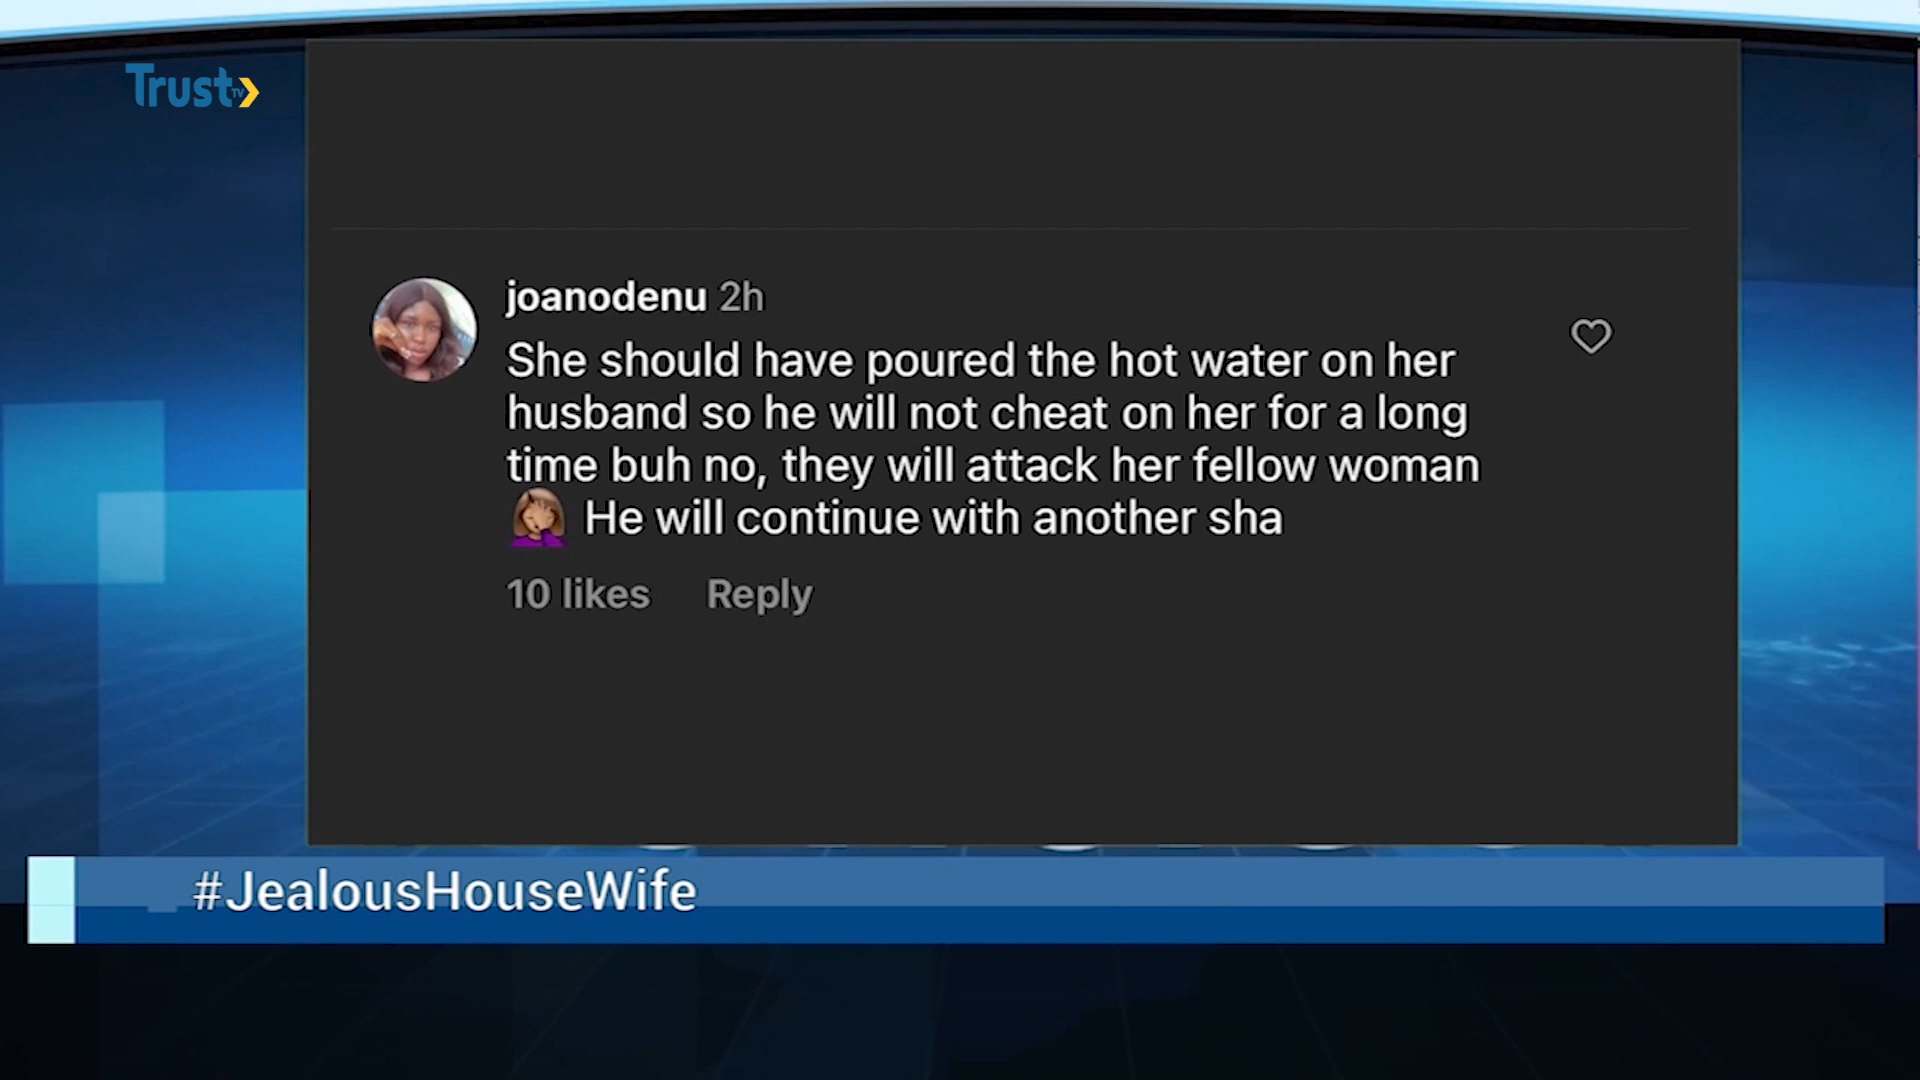 Trust TV
joanodenu 2h
She should have poured the hot water on her
husband so he will not cheat on her for a long
time buh no, they will attack her fellow woman
🤦🏽‍♀️ He will continue with another sha
10 likes Reply
#JealousHouseWife